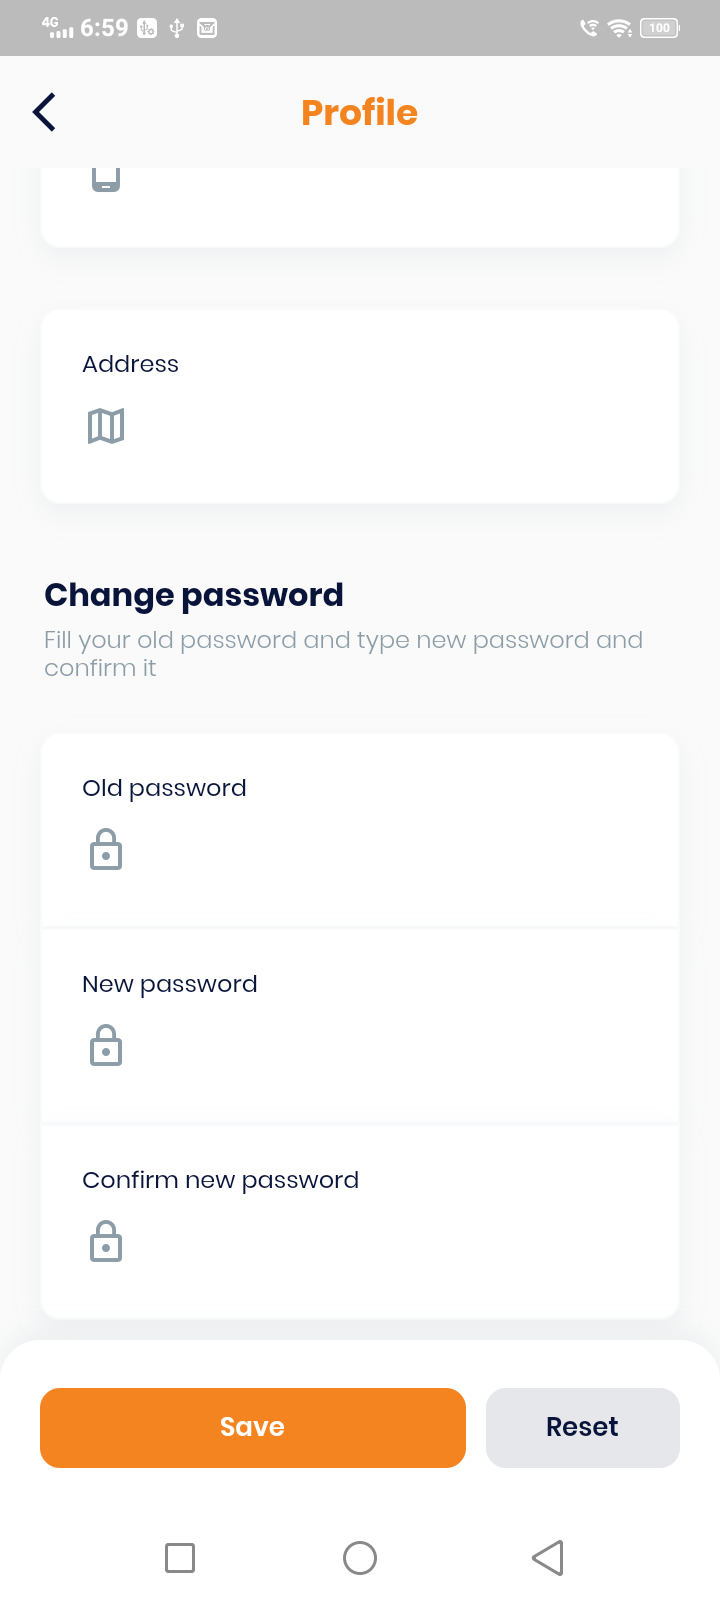 4G 6:59 100
Profile
Address
Change password
Fill your old password and type new password and
confirm it
Old password
New password
Confirm new password
Save Reset